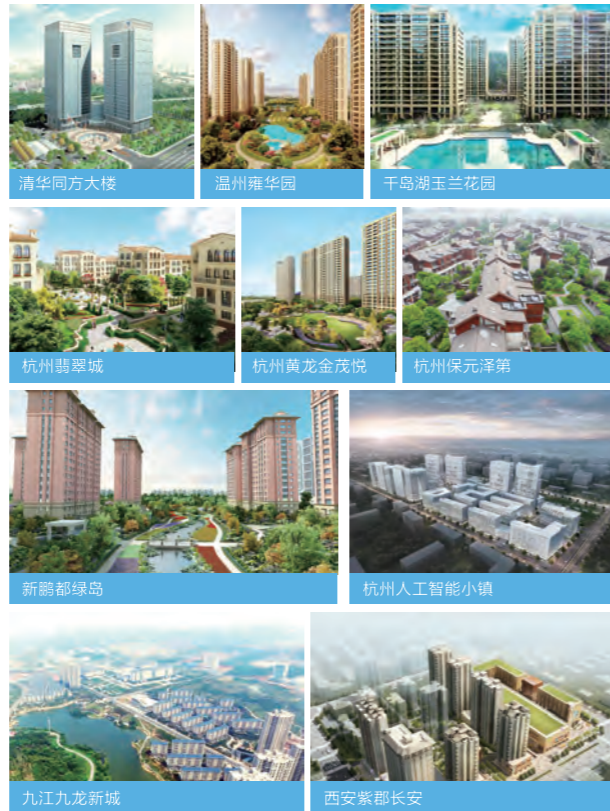 清华同方大楼
温州雍华园
千岛湖玉兰花园
杭州翡翠城
杭州黄龙金茂悦
杭州保元泽第
新鹏都绿岛
杭州人工智能小镇
九江九龙新城
西安紫郡长安